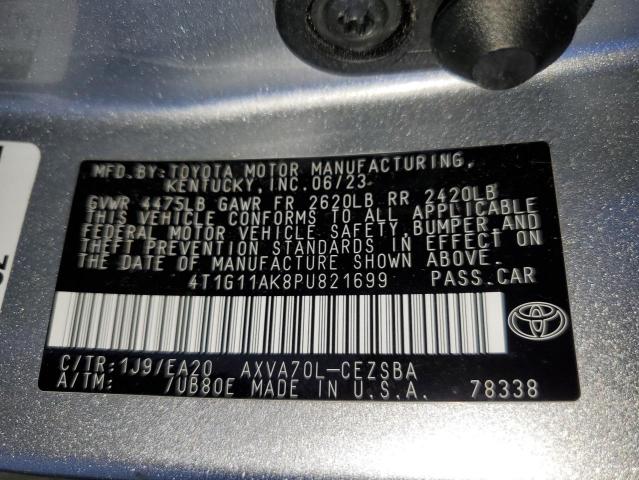 MFD. BY: TOYOTA MOTOR MANUFACTURING,
KENTUCKY, INC. 06/23
GVWR 4475LB GAWR FR 2620LB RR 2420LB
THIS VEHICLE CONFORMS TO ALL APPLICABLE
FEDERAL MOTOR VEHICLE SAFETY, BUMPER, AND
THEFT PREVENTION STANDARDS IN EFFECT ON
THE DATE OF MANUFACTURE SHOWN ABOVE.
4T1G11AK8PU821699 PASS. CAR
C/TR: 1J9/EA20 AXVA70L-CEZSBA
A/TM: /UB80E MADE IN U.S.A. 78338